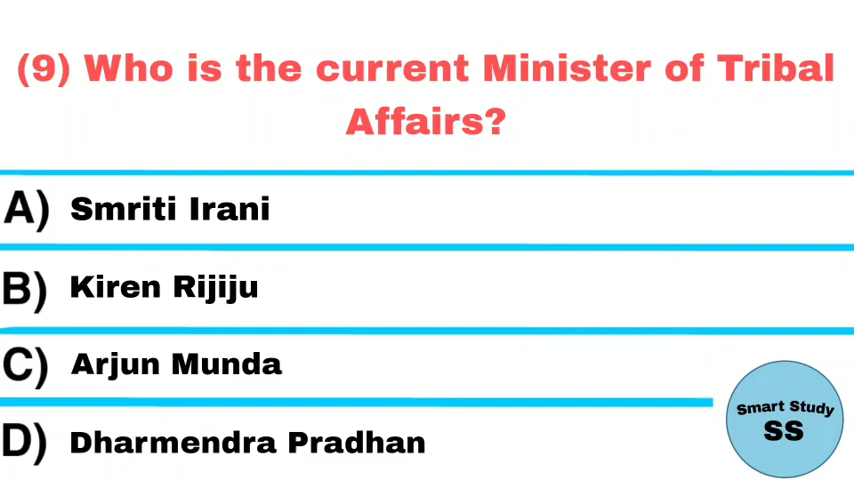 (9) Who is the current Minister of Tribal
Affairs?
A) Smriti Irani
B) Kiren Rijiju
C) Arjun Munda
D) Dharmendra Pradhan
Smart Study
SS